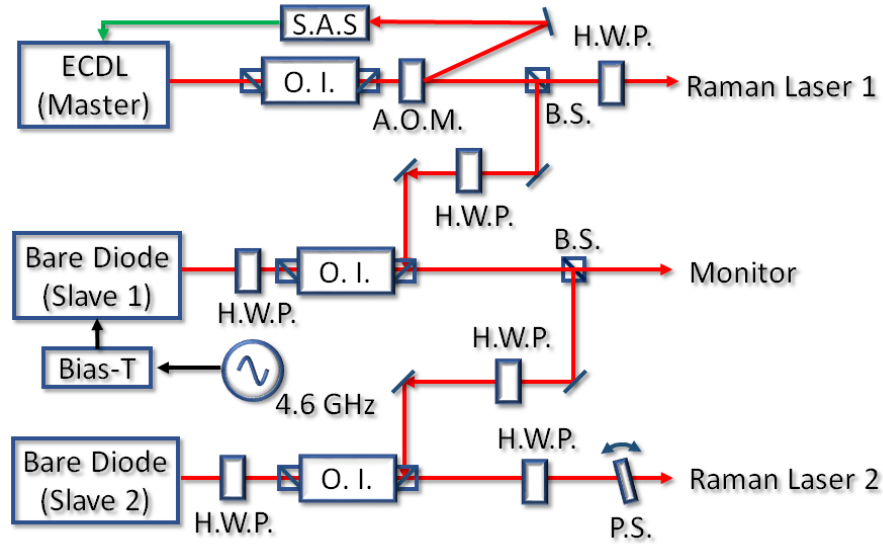 S.A.S
H.W.P.
ECDL
(Master)
O. I.
A.O.M.
B.S.
Raman Laser 1
H.W.P.
B.S.
Bare Diode
(Slave 1)
H.W.P.
O. I.
Monitor
H.W.P.
Bias-T
4.6 GHz
Bare Diode
(Slave 2)
H.W.P.
O. I.
H.W.P.
P.S.
Raman Laser 2